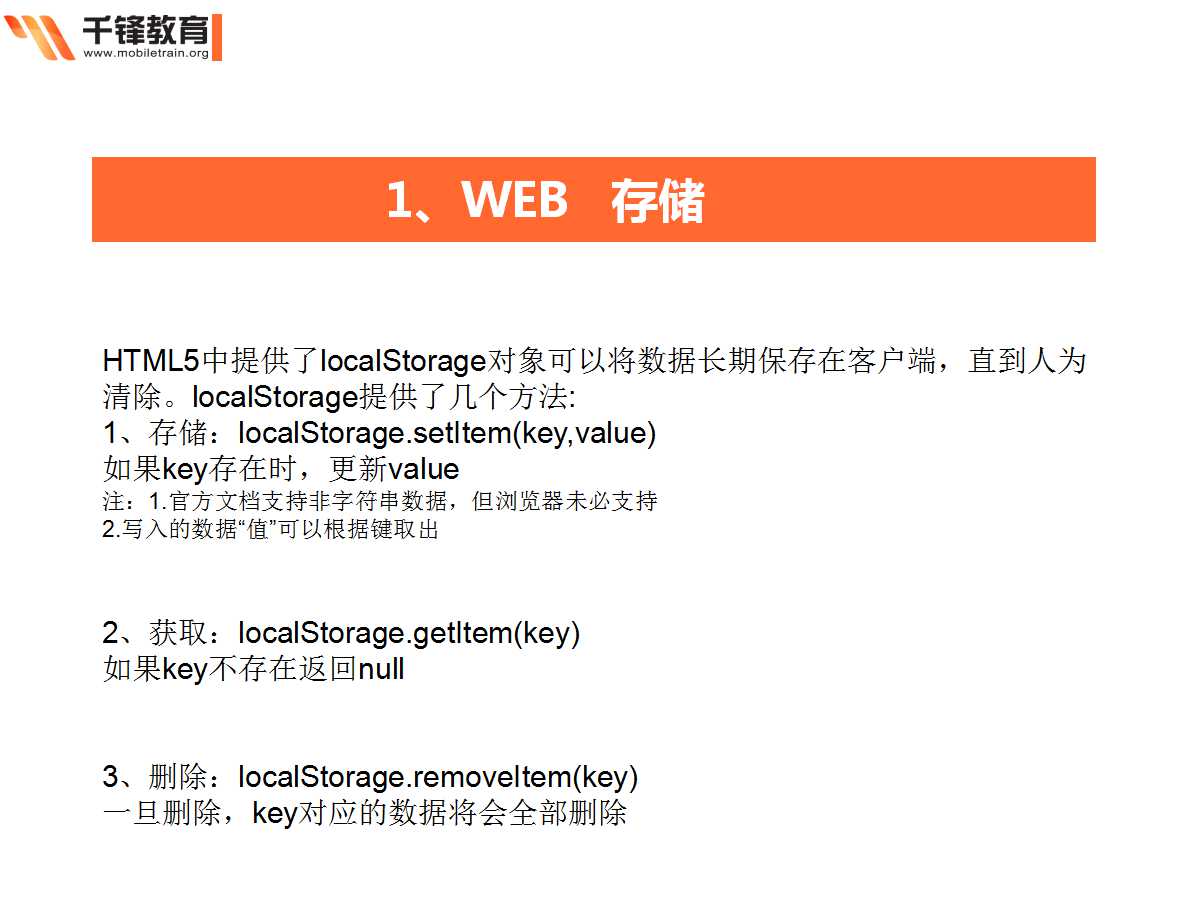 千锋教育
www.mobiletrain.org
1、WEB 存储
HTML5中提供了localStorage对象可以将数据长期保存在客户端，直到人为
清除。localStorage提供了几个方法:
1、存储：localStorage.setItem(key,value)
如果key存在时，更新value
注：1.官方文档支持非字符串数据，但浏览器未必支持
2.写入的数据“值”可以根据键取出
2、获取：localStorage.getItem(key)
如果key不存在返回null
3、删除：localStorage.removeItem(key)
一旦删除，key对应的数据将会全部删除